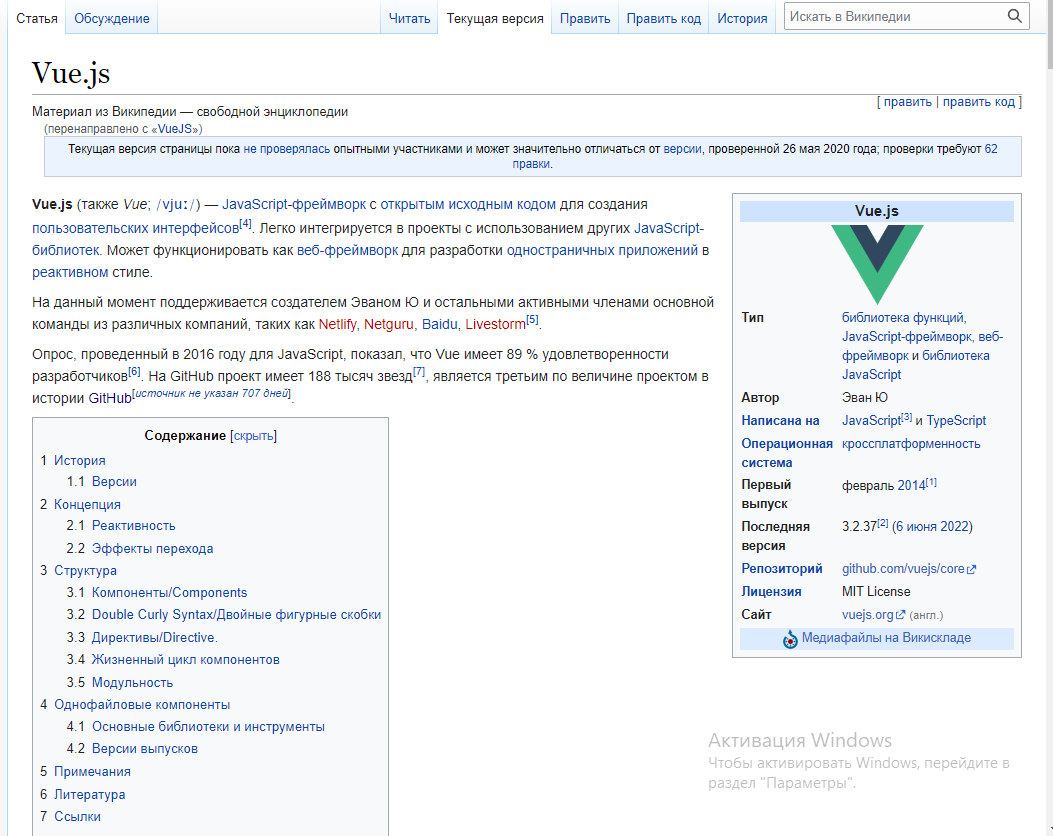 Статья
Обсуждение
Читать
Текущая версия
Править
Править код
История
Искать в Википедии
Vue.js
[ править | править код ]
Материал из Википедии — свободной энциклопедии
(перенаправлено с «VueJS»)
Текущая версия страницы пока не проверялась опытными участниками и может значительно отличаться от версии, проверенной 26 мая 2020 года; проверки требуют 62
правки.
Vue.js (также Vue; /vjuː/) — JavaScript-фреймворк с открытым исходным кодом для создания
пользовательских интерфейсов[4]. Легко интегрируется в проекты с использованием других JavaScript-
библиотек. Может функционировать как веб-фреймворк для разработки одностраничных приложений в
реактивном стиле.
На данный момент поддерживается создателем Эваном Ю и остальными активными членами основной
команды из различных компаний, таких как Netlify, Netguru, Baidu, Livestorm[5].
Опрос, проведенный в 2016 году для JavaScript, показал, что Vue имеет 89 % удовлетворенности
разработчиков[6]. На GitHub проект имеет 188 тысяч звезд[7], является третьим по величине проектом в
истории GitHub[источник не указан 707 дней].
Содержание [скрыть]
1 История
1.1 Версии
2 Концепция
2.1 Реактивность
2.2 Эффекты перехода
3 Структура
3.1 Компоненты/Components
3.2 Double Curly Syntax/Двойные фигурные скобки
3.3 Директивы/Directive.
3.4 Жизненный цикл компонентов
3.5 Модульность
4 Однофайловые компоненты
4.1 Основные библиотеки и инструменты
4.2 Версии выпусков
5 Примечания
6 Литература
7 Ссылки
Vue.js
Тип библиотека функций,
JavaScript-фреймворк, веб-
фреймворк и библиотека
JavaScript
Автор Эван Ю
Написана на JavaScript[3] и TypeScript
Операционная кроссплатформенность
система
Первый февраль 2014[1]
выпуск
Последняя 3.2.37[2] (6 июня 2022)
версия
Репозиторий github.com/vuejs/core
Лицензия MIT License
Сайт vuejs.org (англ.)
Медиафайлы на Викискладе
Активация Windows
Чтобы активировать Windows, перейдите в
раздел "Параметры".